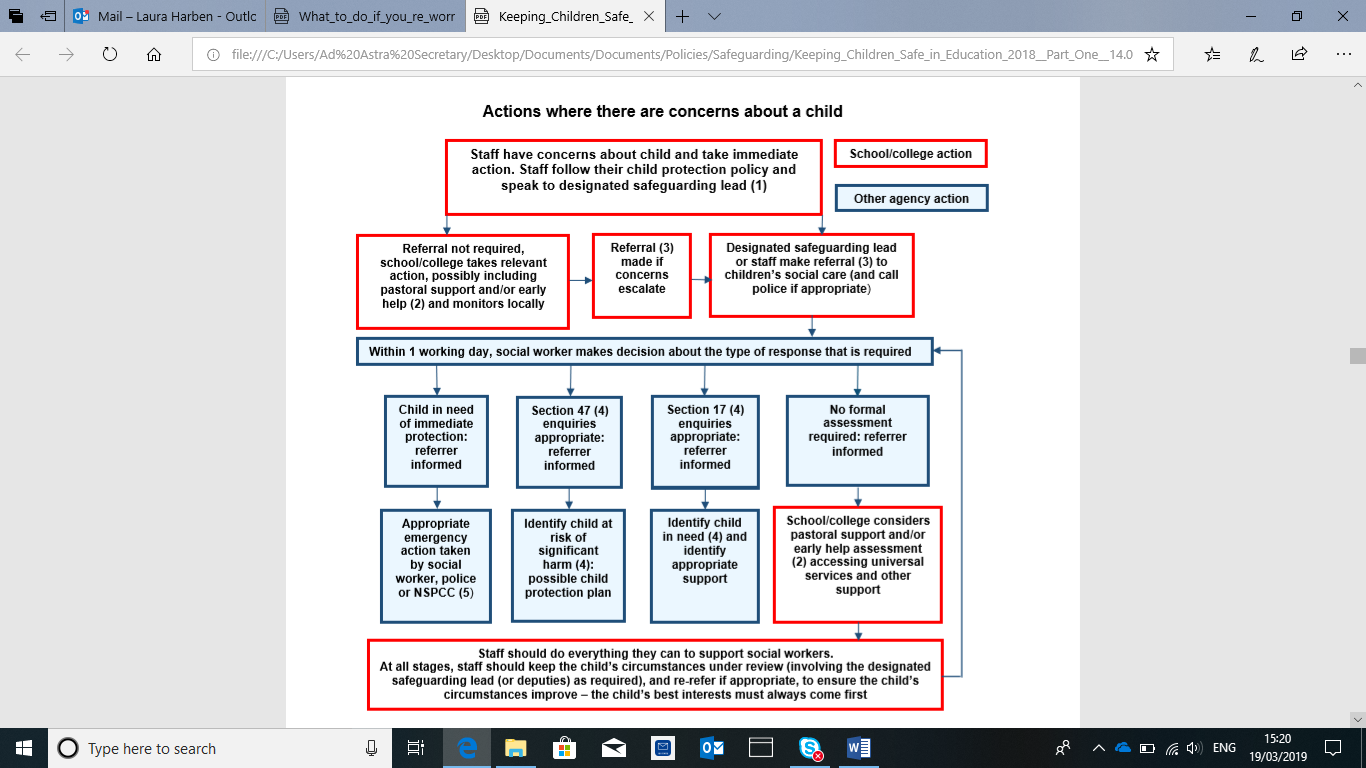 Mail – Laura Harben - Outlo
What_to_do_if_you_re_worr
Keeping_Children_Safe_
file:///C:/Users/Ad%20Astra%20Secretary/Desktop/Documents/Documents/Policies/Safeguarding/Keeping_Children_Safe_in_Education_2018__Part_One__14.0
Actions where there are concerns about a child
Staff have concerns about child and take immediate
action. Staff follow their child protection policy and
speak to designated safeguarding lead (1)
School/college action
Other agency action
Referral not required,
school/college takes relevant
action, possibly including
pastoral support and/or early
help (2) and monitors locally
Referral (3)
made if
concerns
escalate
Designated safeguarding lead
or staff make referral (3) to
children’s social care (and call
police if appropriate)
Within 1 working day, social worker makes decision about the type of response that is required
Child in need
of immediate
protection:
referrer
informed
Section 47 (4)
enquiries
appropriate:
referrer
informed
Section 17 (4)
enquiries
appropriate:
referrer
informed
No formal
assessment
required: referrer
informed
Appropriate
emergency
action taken
by social
worker, police
or NSPCC (5)
Identify child at
risk of
significant
harm (4):
possible child
protection plan
Identify child
in need (4) and
identify
appropriate
support
School/college considers
pastoral support and/or
early help assessment
(2) accessing universal
services and other
support
Staff should do everything they can to support social workers.
At all stages, staff should keep the child’s circumstances under review (involving the designated
safeguarding lead (or deputies) as required), and re-refer if appropriate, to ensure the child’s
circumstances improve – the child’s best interests must always come first
Type here to search
ENG
15:20
19/03/2019